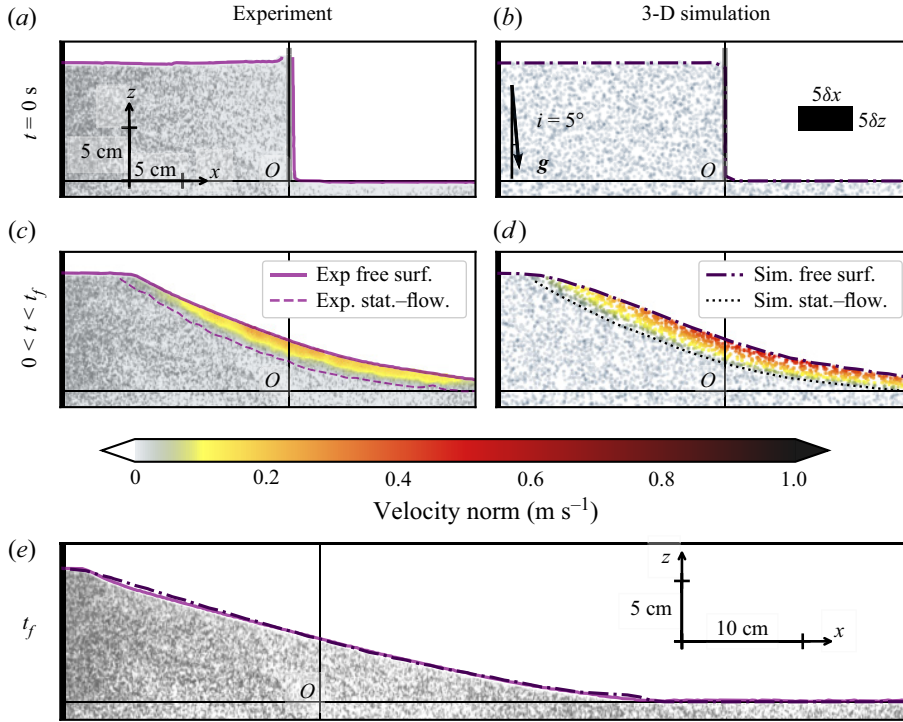 (a) Experiment
(b) 3-D simulation
t = 0 s
z
5 cm
5 cm
x
O
i = 5°
g
5δx
5δz
O
(c)
(d)
0 < t < t_f
Exp free surf.
Exp. stat.–flow.
O
Sim. free surf.
Sim. stat.–flow.
O
0 0.2 0.4 0.6 0.8 1.0
Velocity norm (m s⁻¹)
(e)
t_f
O
z
5 cm
10 cm
x